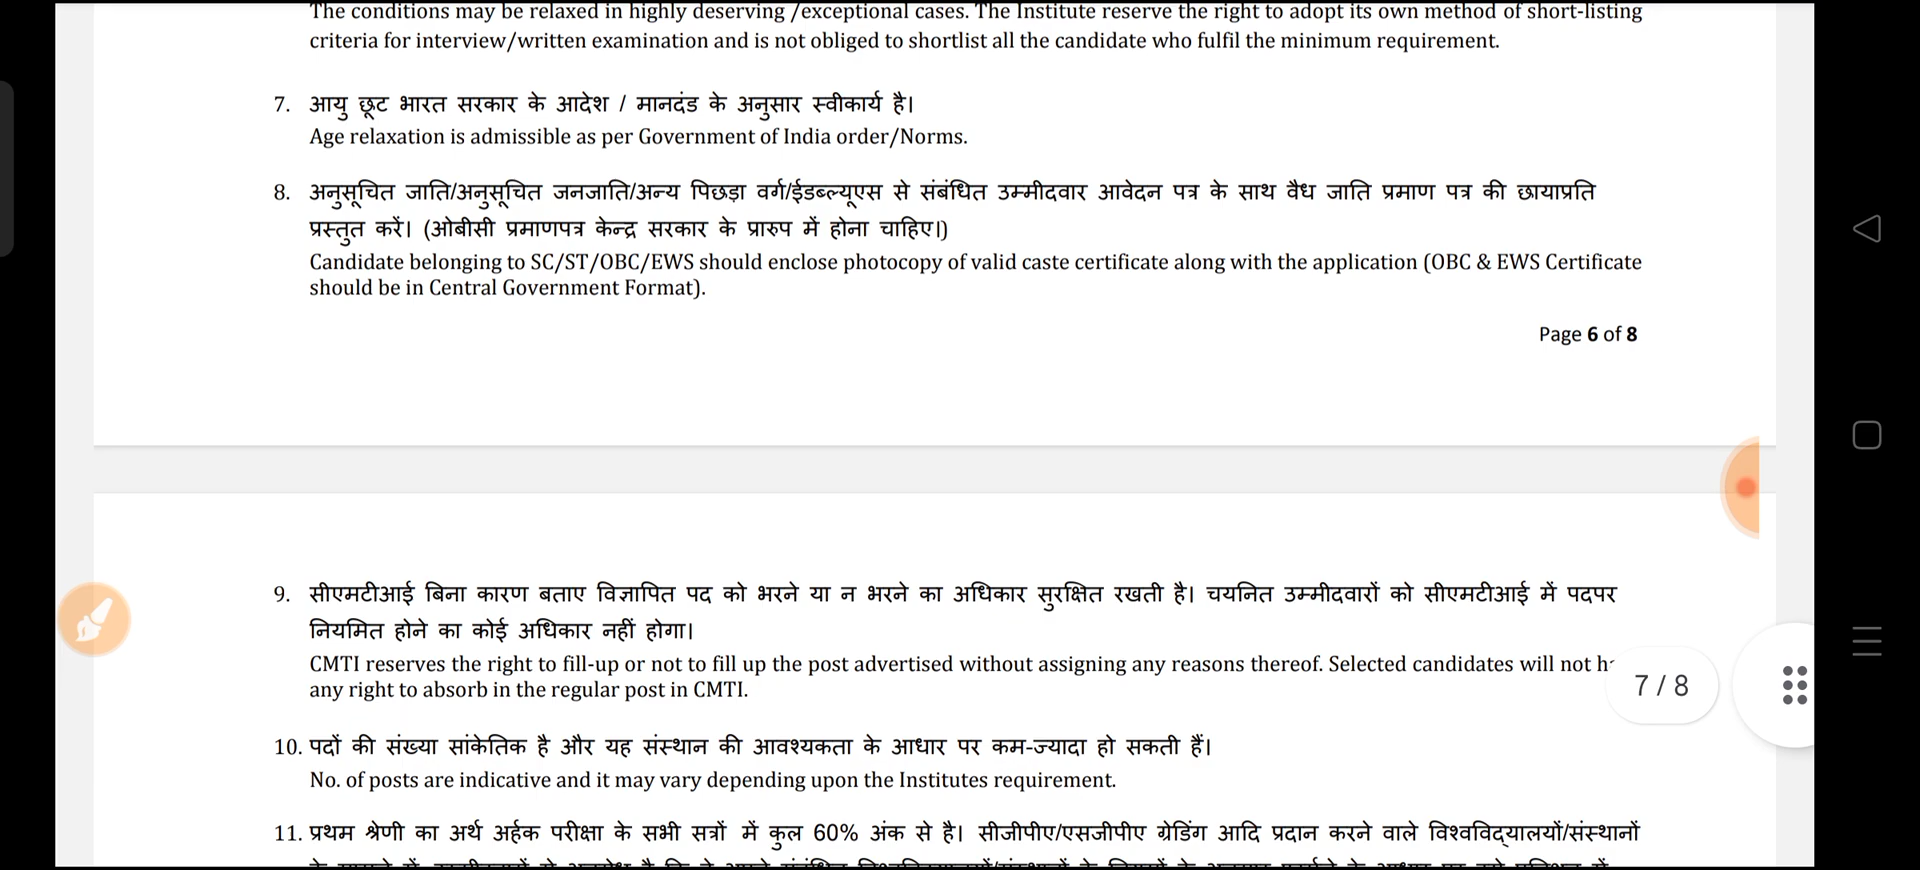 The conditions may be relaxed in highly deserving /exceptional cases. The Institute reserve the right to adopt its own method of short-listing
criteria for interview/written examination and is not obliged to shortlist all the candidate who fulfil the minimum requirement.
7. आयु छूट भारत सरकार के आदेश / मानदंड के अनुसार स्वीकार्य है।
Age relaxation is admissible as per Government of India order/Norms.
8. अनुसूचित जाति/अनुसूचित जनजाति/अन्य पिछड़ा वर्ग/ईडब्ल्यूएस से संबंधित उम्मीदवार आवेदन पत्र के साथ वैध जाति प्रमाण पत्र की छायाप्रति
प्रस्तुत करें। (ओबीसी प्रमाणपत्र केन्द्र सरकार के प्रारुप में होना चाहिए।)
Candidate belonging to SC/ST/OBC/EWS should enclose photocopy of valid caste certificate along with the application (OBC & EWS Certificate
should be in Central Government Format).
Page 6 of 8
9. सीएमटीआई बिना कारण बताए विज्ञापित पद को भरने या न भरने का अधिकार सुरक्षित रखती है। चयनित उम्मीदवारों को सीएमटीआई में पदपर
नियमित होने का कोई अधिकार नहीं होगा।
CMTI reserves the right to fill-up or not to fill up the post advertised without assigning any reasons thereof. Selected candidates will not
any right to absorb in the regular post in CMTI.
7 / 8
10. पदों की संख्या सांकेतिक है और यह संस्थान की आवश्यकता के आधार पर कम-ज्यादा हो सकती हैं।
No. of posts are indicative and it may vary depending upon the Institutes requirement.
11. प्रथम श्रेणी का अर्थ अर्हक परीक्षा के सभी सत्रों में कुल 60% अंक से है। सीजीपीए/एसजीपीए ग्रेडिंग आदि प्रदान करने वाले विश्वविद्यालयों/संस्थानों